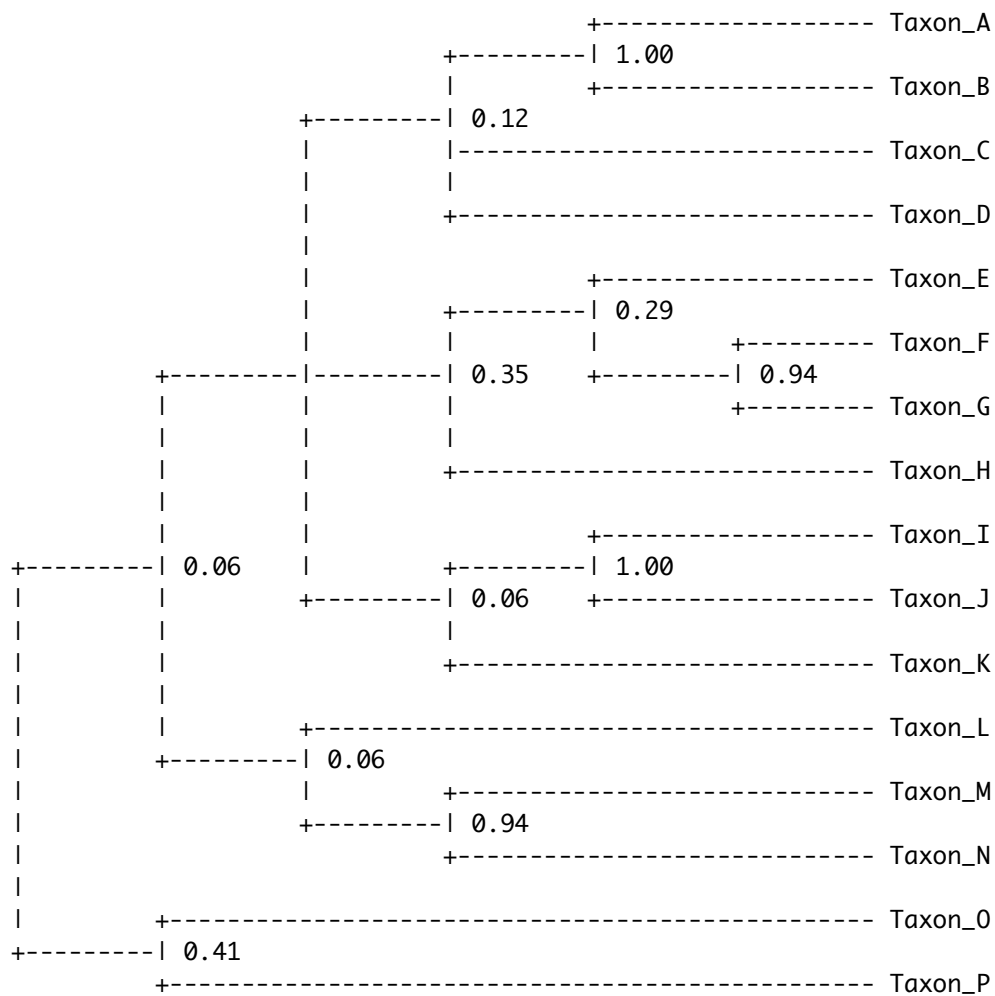 Taxon_A
1.00
Taxon_B
0.12
Taxon_C
Taxon_D
Taxon_E
0.29
Taxon_F
0.35 0.94
Taxon_G
Taxon_H
Taxon_I
0.06 1.00
0.06 Taxon_J
Taxon_K
Taxon_L
0.06
Taxon_M
0.94
Taxon_N
Taxon_O
0.41
Taxon_P